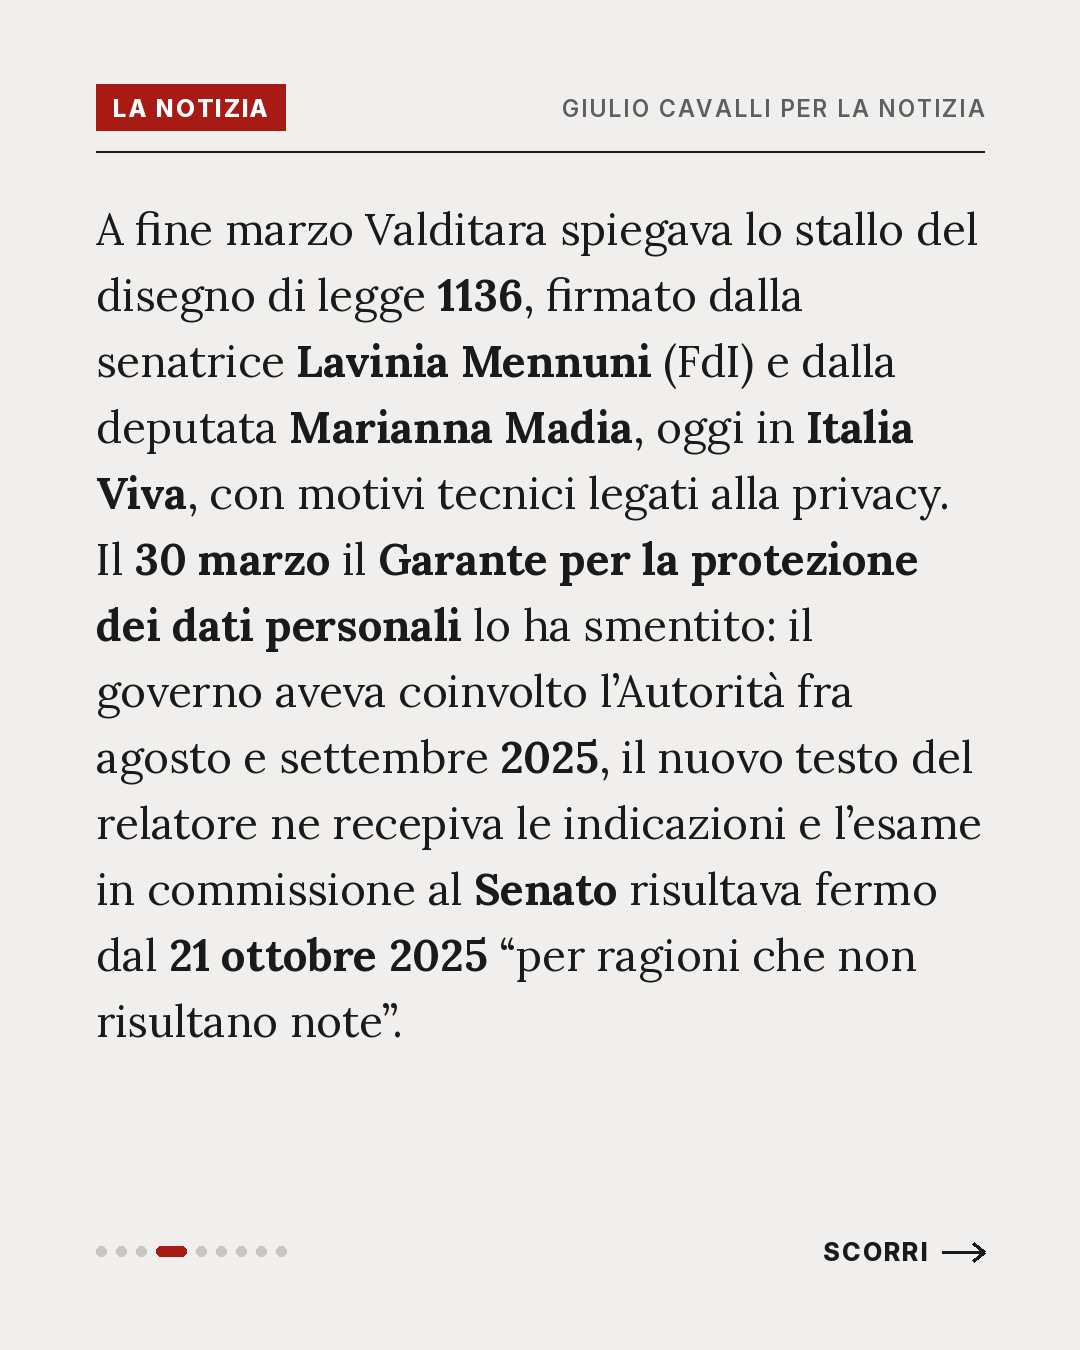 LA NOTIZIA
GIULIO CAVALLI PER LA NOTIZIA
A fine marzo Valditara spiegava lo stallo del
disegno di legge 1136, firmato dalla
senatrice Lavinia Mennuni (FdI) e dalla
deputata Marianna Madia, oggi in Italia
Viva, con motivi tecnici legati alla privacy.
Il 30 marzo il Garante per la protezione
dei dati personali lo ha smentito: il
governo aveva coinvolto l’Autorità fra
agosto e settembre 2025, il nuovo testo del
relatore ne recepiva le indicazioni e l’esame
in commissione al Senato risultava fermo
dal 21 ottobre 2025 “per ragioni che non
risultano note”.
SCORRI